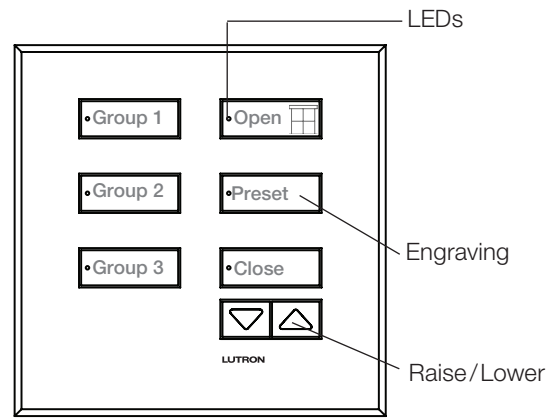 LEDs
Group 1
Open
Group 2
Preset
Engraving
Group 3
Close
LUTRON
Raise/Lower